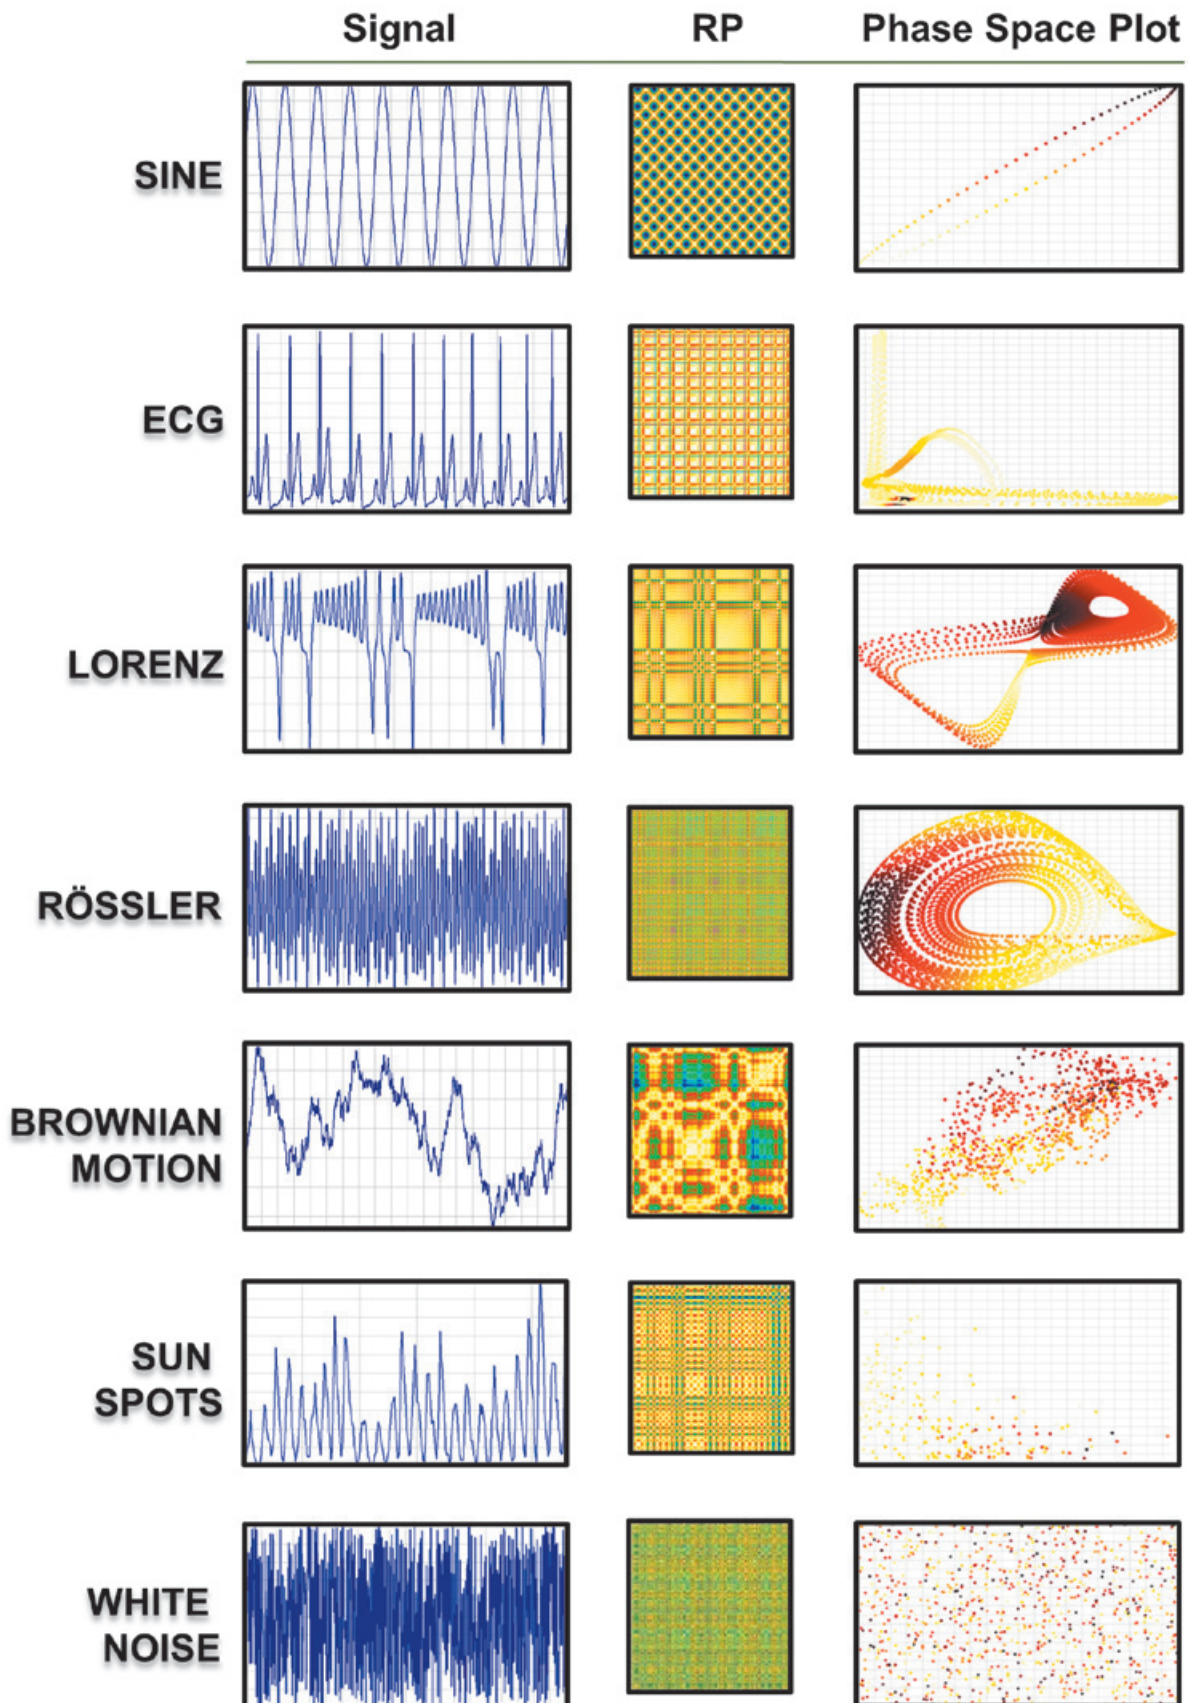 Signal RP Phase Space Plot
SINE
ECG
LORENZ
RÖSSLER
BROWNIAN
MOTION
SUN
SPOTS
WHITE
NOISE